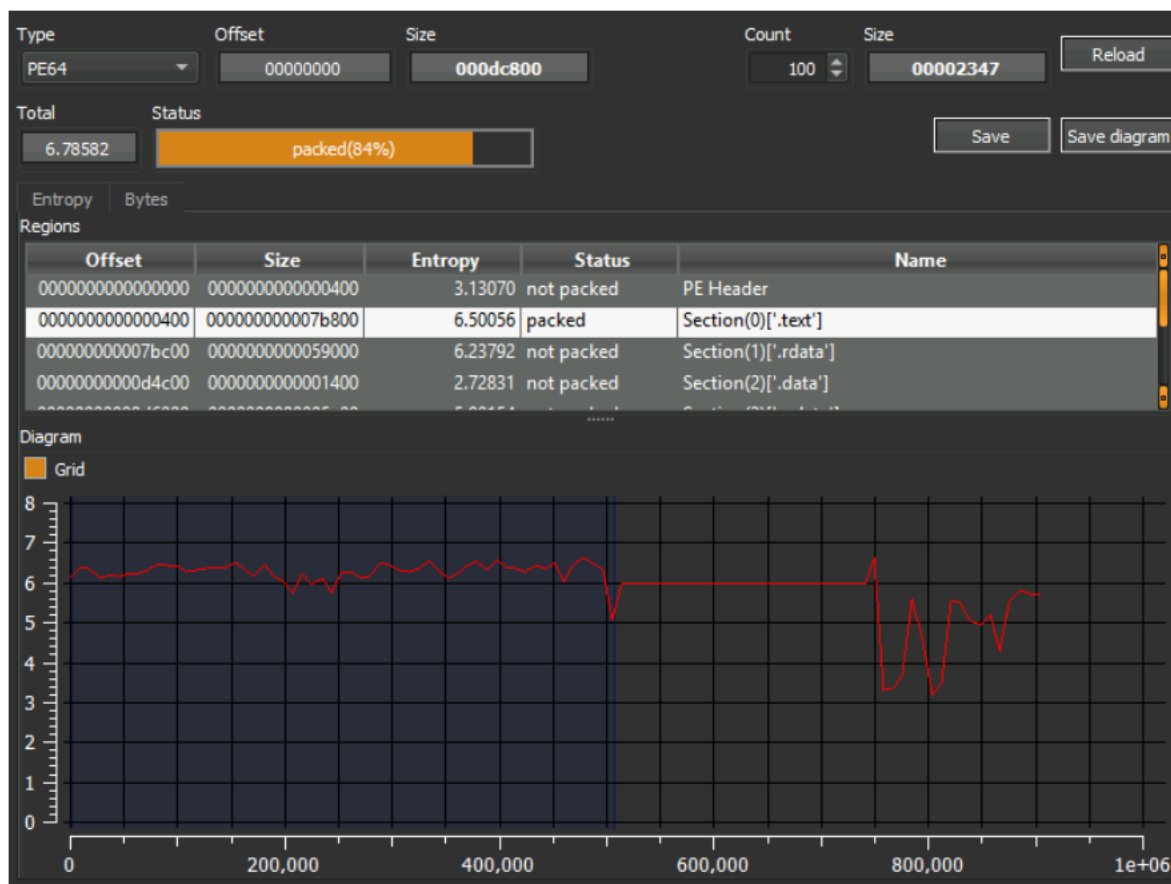 Type Offset Size Count Size
PE64 00000000 000dc800 100 00002347 Reload
Total Status
6.78582 packed(84%) Save Save diagram
Entropy Bytes
Regions
Offset Size Entropy Status Name
0000000000000000 0000000000000400 3.13070 not packed PE Header
0000000000000400 000000000007b800 6.50056 packed Section(0)['.text']
000000000007bc00 0000000000059000 6.23792 not packed Section(1)['.rdata']
00000000000d4c00 0000000000001400 2.72831 not packed Section(2)['.data']
Diagram
Grid
8
7
6
5
4
3
2
1
0
0 200,000 400,000 600,000 800,000 1e+06